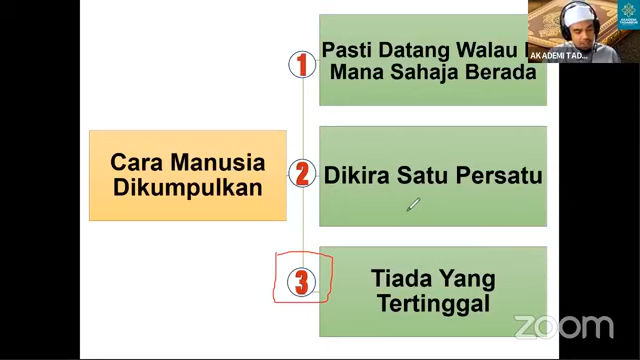 Cara Manusia
Dikumpulkan
1
Pasti Datang Walau
Mana Sahaja Berada
2
Dikira Satu Persatu
3
Tiada Yang
Tertinggal
AKADEMI TAD...
zoom